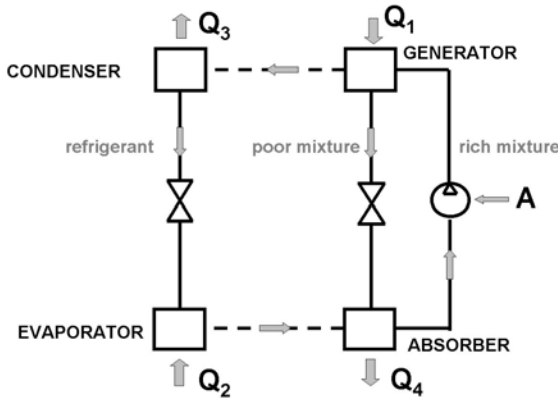 Q3
Q1
CONDENSER
GENERATOR
refrigerant
poor mixture
rich mixture
A
EVAPORATOR
ABSORBER
Q2
Q4